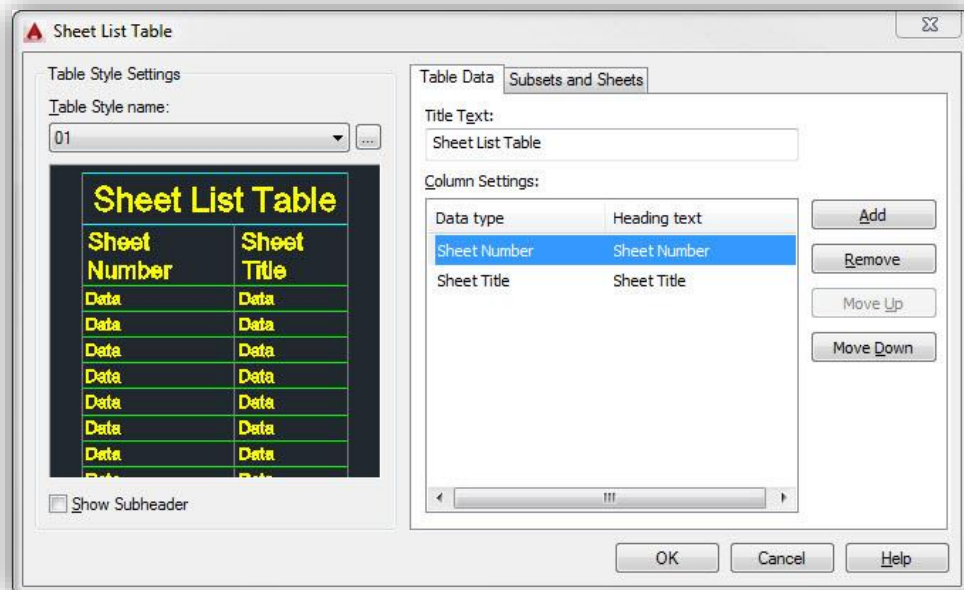 Sheet List Table
Table Style Settings
Table Style name:
01
...
Sheet List Table
Sheet Number Sheet Title
Data Data
Data Data
Data Data
Data Data
Data Data
Data Data
Data Data
Show Subheader
Table Data Subsets and Sheets
Title Text:
Sheet List Table
Column Settings:
Data type Heading text
Sheet Number Sheet Number
Sheet Title Sheet Title
Add
Remove
Move Up
Move Down
OK Cancel Help